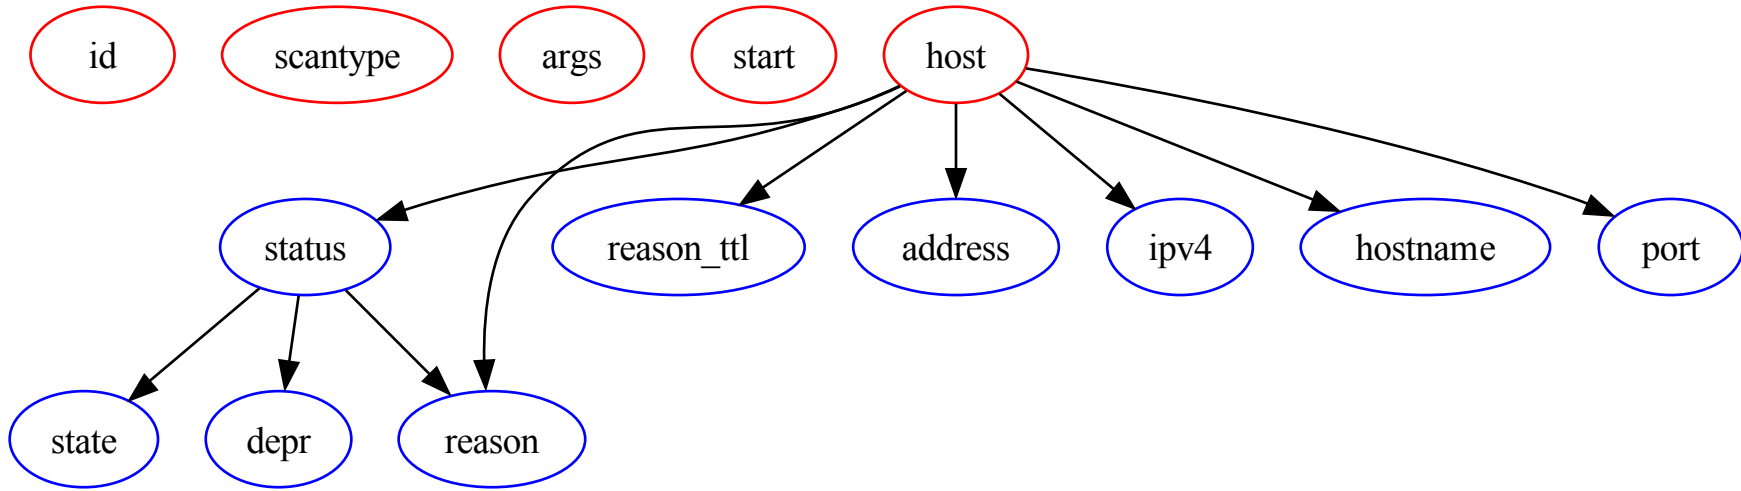 id scantype args start host
status reason_ttl address ipv4 hostname port
state depr reason